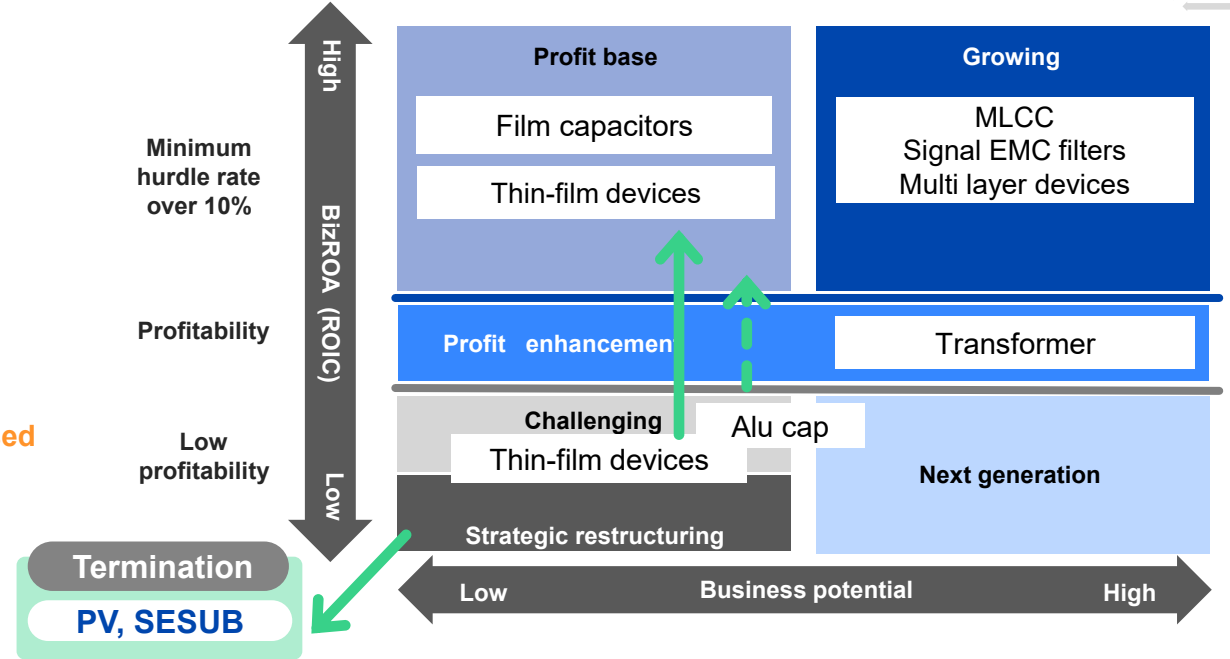 High
Profit base
Growing
Film capacitors
MLCC
Signal EMC filters
Multi layer devices
Minimum
hurdle rate
over 10%
Thin-film devices
BizROA (ROIC)
Profitability
Profit enhancement
Transformer
Challenging
Alu cap
ed
Low
profitability
Thin-film devices
Next generation
Low
Strategic restructuring
Termination
PV, SESUB
Low
Business potential
High